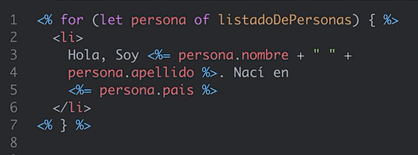 1 <% for (let persona of listadoDePersonas) { %>
2 <li>
3 Hola, Soy <%= persona.nombre + " " +
4 persona.apellido %>. Nací en
5 <%= persona.pais %>
6 </li>
7 <% } %>
8